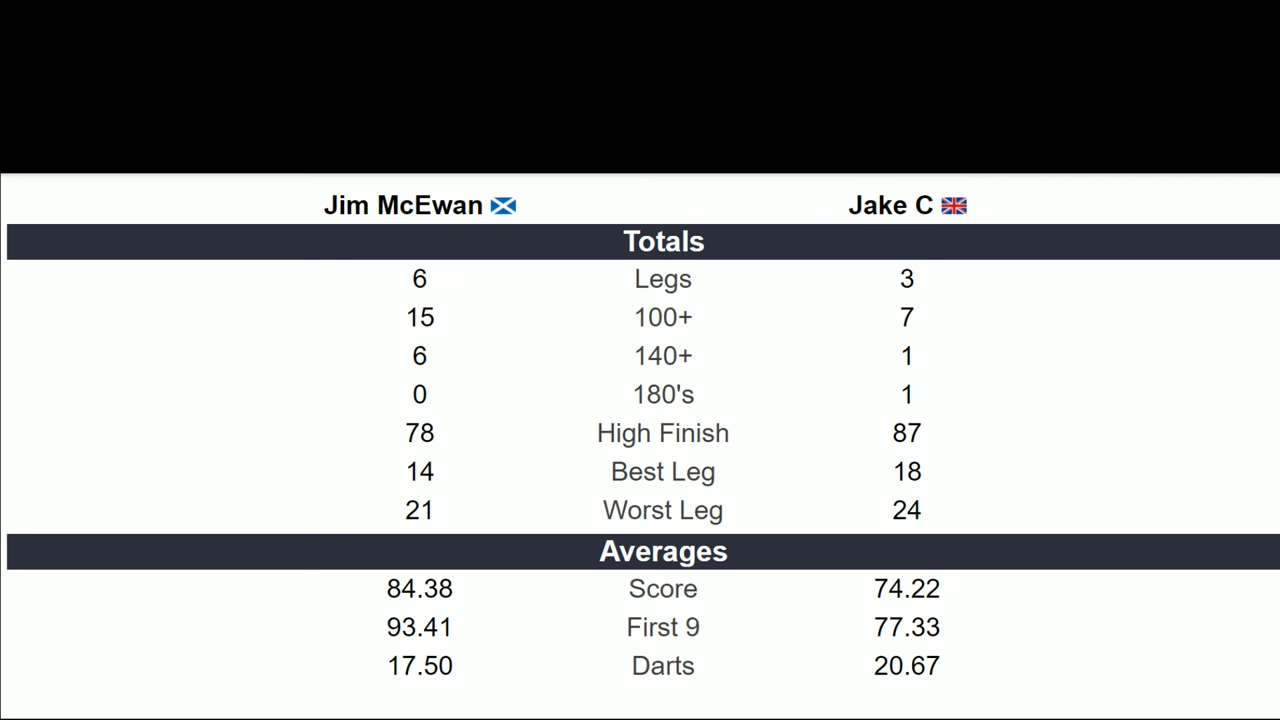 Jim McEwan Jake C
Totals
6 Legs 3
15 100+ 7
6 140+ 1
0 180's 1
78 High Finish 87
14 Best Leg 18
21 Worst Leg 24
Averages
84.38 Score 74.22
93.41 First 9 77.33
17.50 Darts 20.67